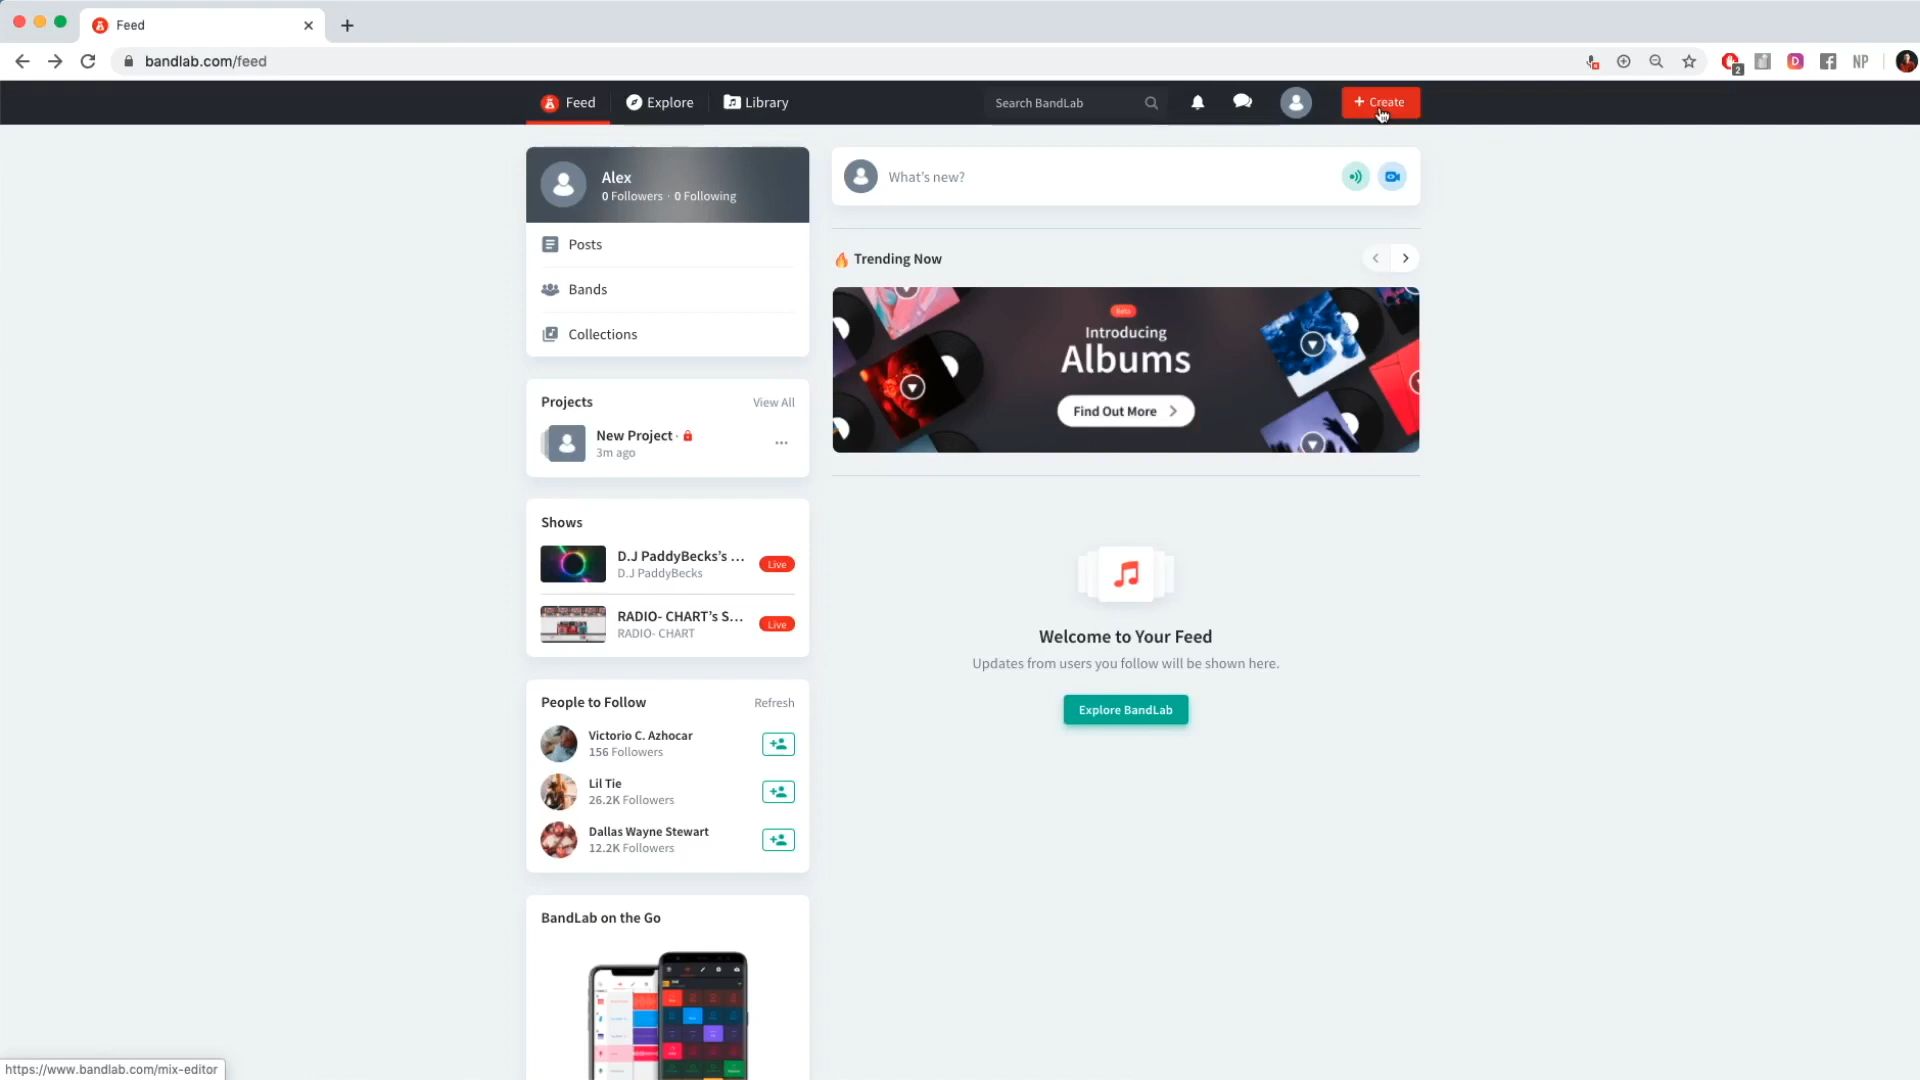 Feed
bandlab.com/feed
2
NP
Feed
Explore
Library
Search BandLab
+ Create
Alex
0 Followers · 0 Following
Posts
Bands
Collections
Projects
View All
New Project ·
3m ago
Shows
D.J PaddyBecks's ...
D.J PaddyBecks
Live
RADIO- CHART's S...
RADIO- CHART
Live
People to Follow
Refresh
Victorio C. Azhocar
156 Followers
Lil Tie
26.2K Followers
Dallas Wayne Stewart
12.2K Followers
BandLab on the Go
What's new?
Trending Now
Beta
Introducing
Albums
Find Out More
Welcome to Your Feed
Updates from users you follow will be shown here.
Explore BandLab
https://www.bandlab.com/mix-editor